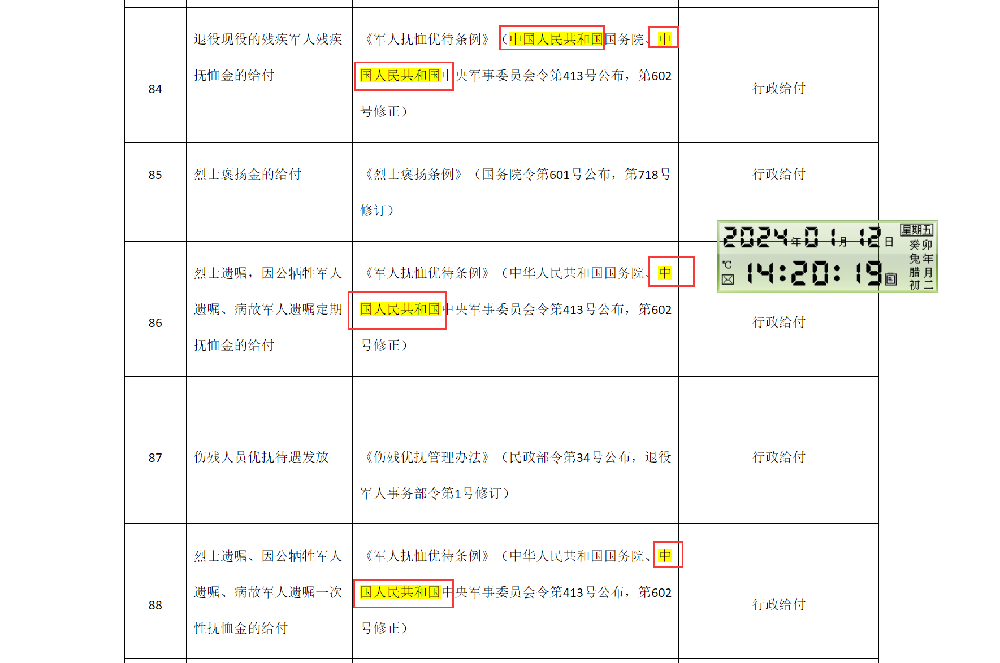 84
退役现役的残疾军人残疾
抚恤金的给付
《军人抚恤优待条例》（中国人民共和国国务院、中
国人民共和国中央军事委员会令第413号公布，第602
号修正）
行政给付
85
烈士褒扬金的给付
《烈士褒扬条例》（国务院令第601号公布，第718号
修订）
行政给付
2024年01月12日
星期五
癸卯
兔年
腊月
初二
℃
14:20:19
86
烈士遗嘱，因公牺牲军人
遗嘱、病故军人遗嘱定期
抚恤金的给付
《军人抚恤优待条例》（中华人民共和国国务院、中
国人民共和国中央军事委员会令第413号公布，第602
号修正）
行政给付
87
伤残人员优抚待遇发放
《伤残优抚管理办法》（民政部令第34号公布，退役
军人事务部令第1号修订）
行政给付
88
烈士遗嘱、因公牺牲军人
遗嘱、病故军人遗嘱一次
性抚恤金的给付
《军人抚恤优待条例》（中华人民共和国国务院、中
国人民共和国中央军事委员会令第413号公布，第602
号修正）
行政给付